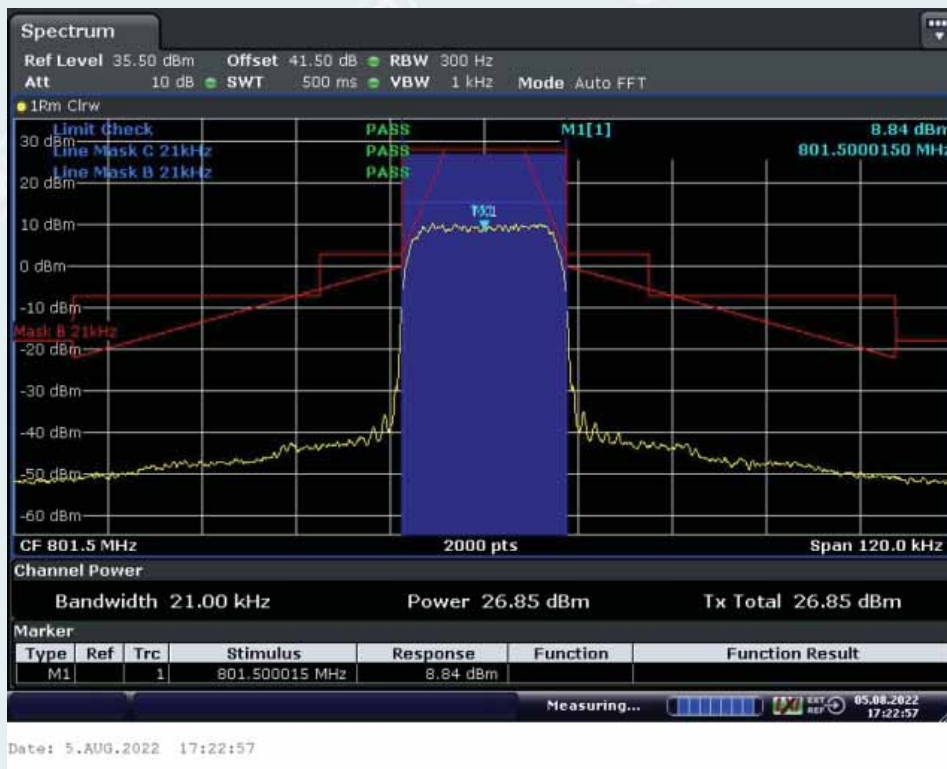 Spectrum
Ref Level 35.50 dBm Offset 41.50 dB RBW 300 Hz
Att 10 dB SWT 500 ms VBW 1 kHz Mode Auto FFT
1Rm Clrw
Limit Check PASS M1[1] 8.84 dBm
30 dBm
Line Mask C 21kHz PASS 801.5000150 MHz
Line Mask B 21kHz PASS
20 dBm
10 dBm
0 dBm
-10 dBm
Mask B 21kHz
-20 dBm
-30 dBm
-40 dBm
-50 dBm
-60 dBm
CF 801.5 MHz 2000 pts Span 120.0 kHz
Channel Power
Bandwidth 21.00 kHz Power 26.85 dBm Tx Total 26.85 dBm
Marker
Type Ref Trc Stimulus Response Function Function Result
M1 1 801.500015 MHz 8.84 dBm
Measuring... LXI EXT REF 05.08.2022
17:22:57
Date: 5.AUG.2022 17:22:57